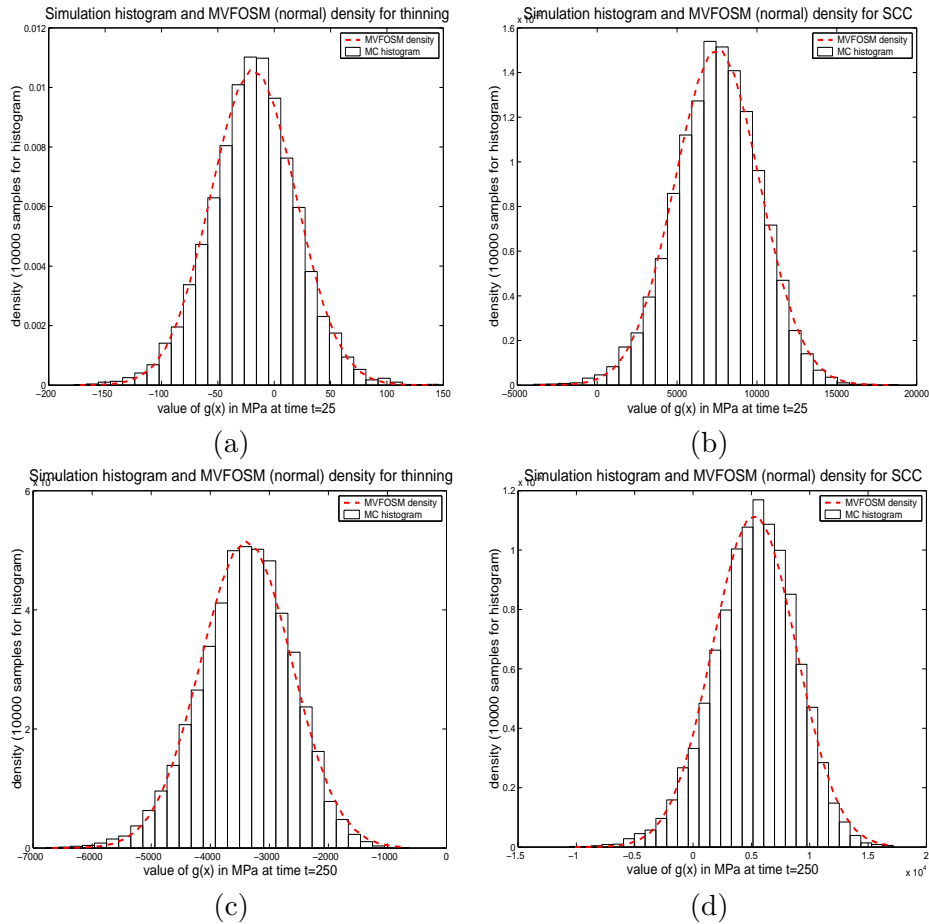 Simulation histogram and MVFOSM (normal) density for thinning
MVFOSM density
MC histogram
density (10000 samples for histogram)
0.012
0.01
0.008
0.006
0.004
0.002
0
−200
−150
−100
−50
0
50
100
150
value of g(x) in MPa at time t=25
(a)
Simulation histogram and MVFOSM (normal) density for SCC
MVFOSM density
MC histogram
density (10000 samples for histogram)
1.6
1.4
1.2
1
0.8
0.6
0.4
0.2
0
−5000
0
5000
10000
15000
20000
value of g(x) in MPa at time t=25
(b)
Simulation histogram and MVFOSM (normal) density for thinning
MVFOSM density
MC histogram
density (10000 samples for histogram)
6
4
2
0
−7000
−6000
−5000
−4000
−3000
−2000
−1000
0
value of g(x) in MPa at time t=250
(c)
Simulation histogram and MVFOSM (normal) density for SCC
MVFOSM density
MC histogram
density (10000 samples for histogram)
1.2
1
0.8
0.6
0.4
0.2
0
−1.5
−1
−0.5
0
0.5
1
1.5
2
x 10⁴
value of g(x) in MPa at time t=250
(d)